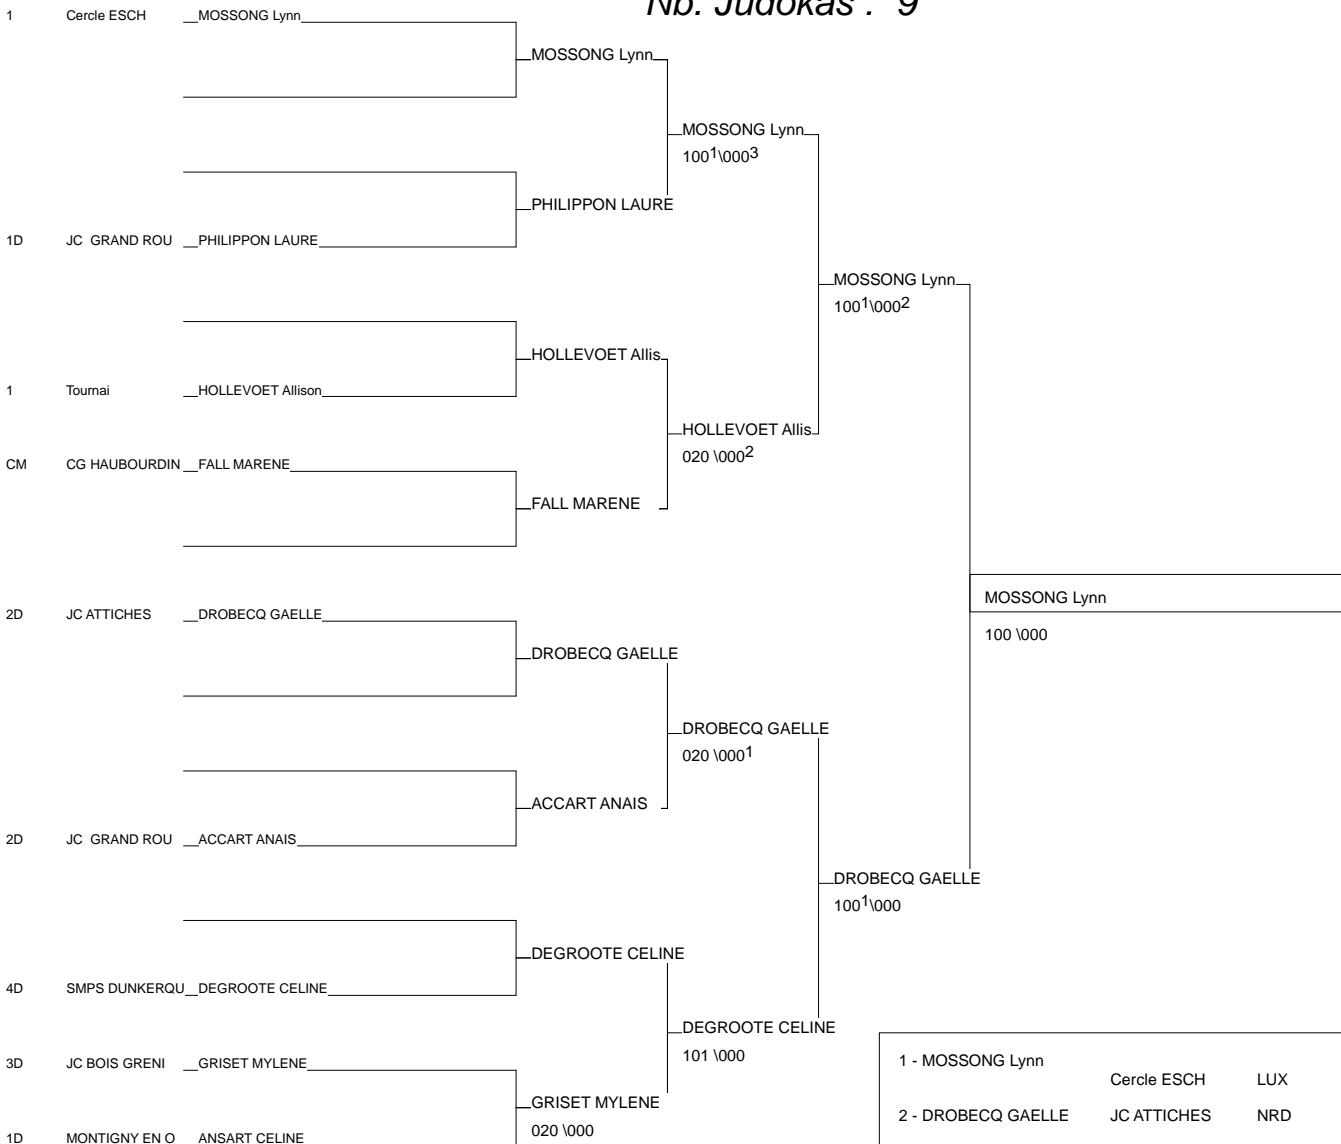 Nb. Judokas : 9
1 Cercle ESCH MOSSONG Lynn
MOSSONG Lynn
MOSSONG Lynn
100¹\000³
PHILIPPON LAURE
1D JC GRAND ROU PHILIPPON LAURE
MOSSONG Lynn
100¹\000²
HOLLEVOET Allis
1 Tournai HOLLEVOET Allison
HOLLEVOET Allis
020 \000²
CM CG HAUBOURDIN FALL MARENE
FALL MARENE
MOSSONG Lynn
100 \000
2D JC ATTICHES DROBECQ GAELLE
DROBECQ GAELLE
DROBECQ GAELLE
020 \000¹
ACCART ANAIS
2D JC GRAND ROU ACCART ANAIS
DROBECQ GAELLE
100¹\000
DEGROOTE CELINE
4D SMPS DUNKERQU DEGROOTE CELINE
DEGROOTE CELINE
101 \000
3D JC BOIS GRENI GRISET MYLENE
GRISET MYLENE
020 \000
1D MONTIGNY EN O ANSART CELINE
1 - MOSSONG Lynn
Cercle ESCH LUX
2 - DROBECQ GAELLE JC ATTICHES NRD